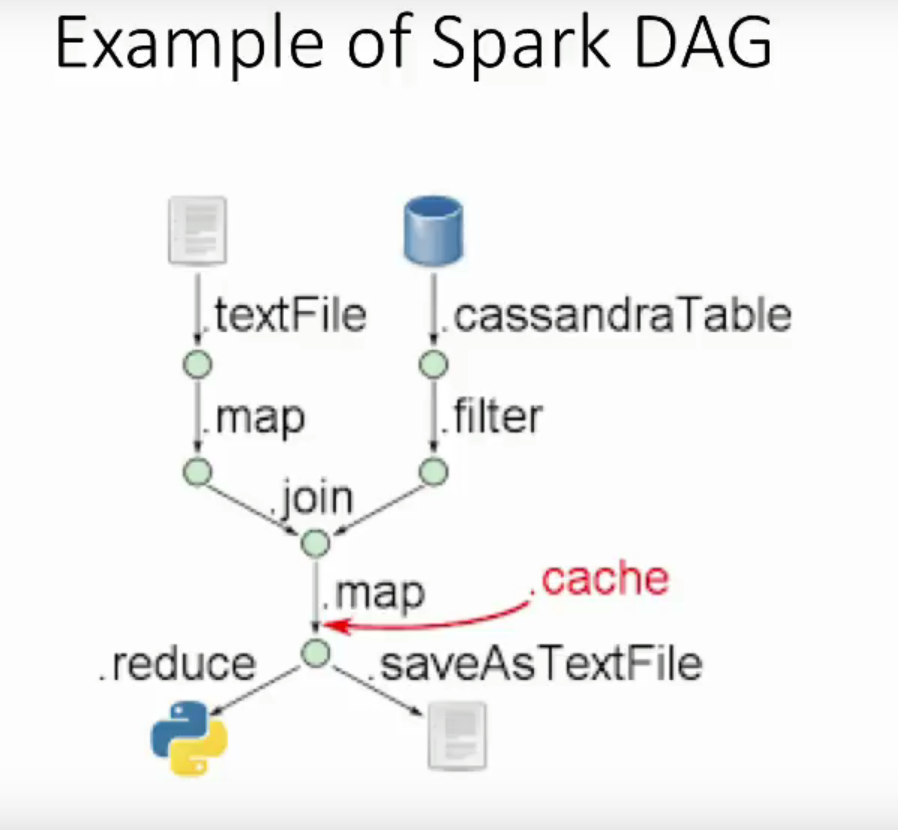 Example of Spark DAG
.textFile
.cassandraTable
.map
.filter
.join
.map
.cache
.reduce
.saveAsTextFile